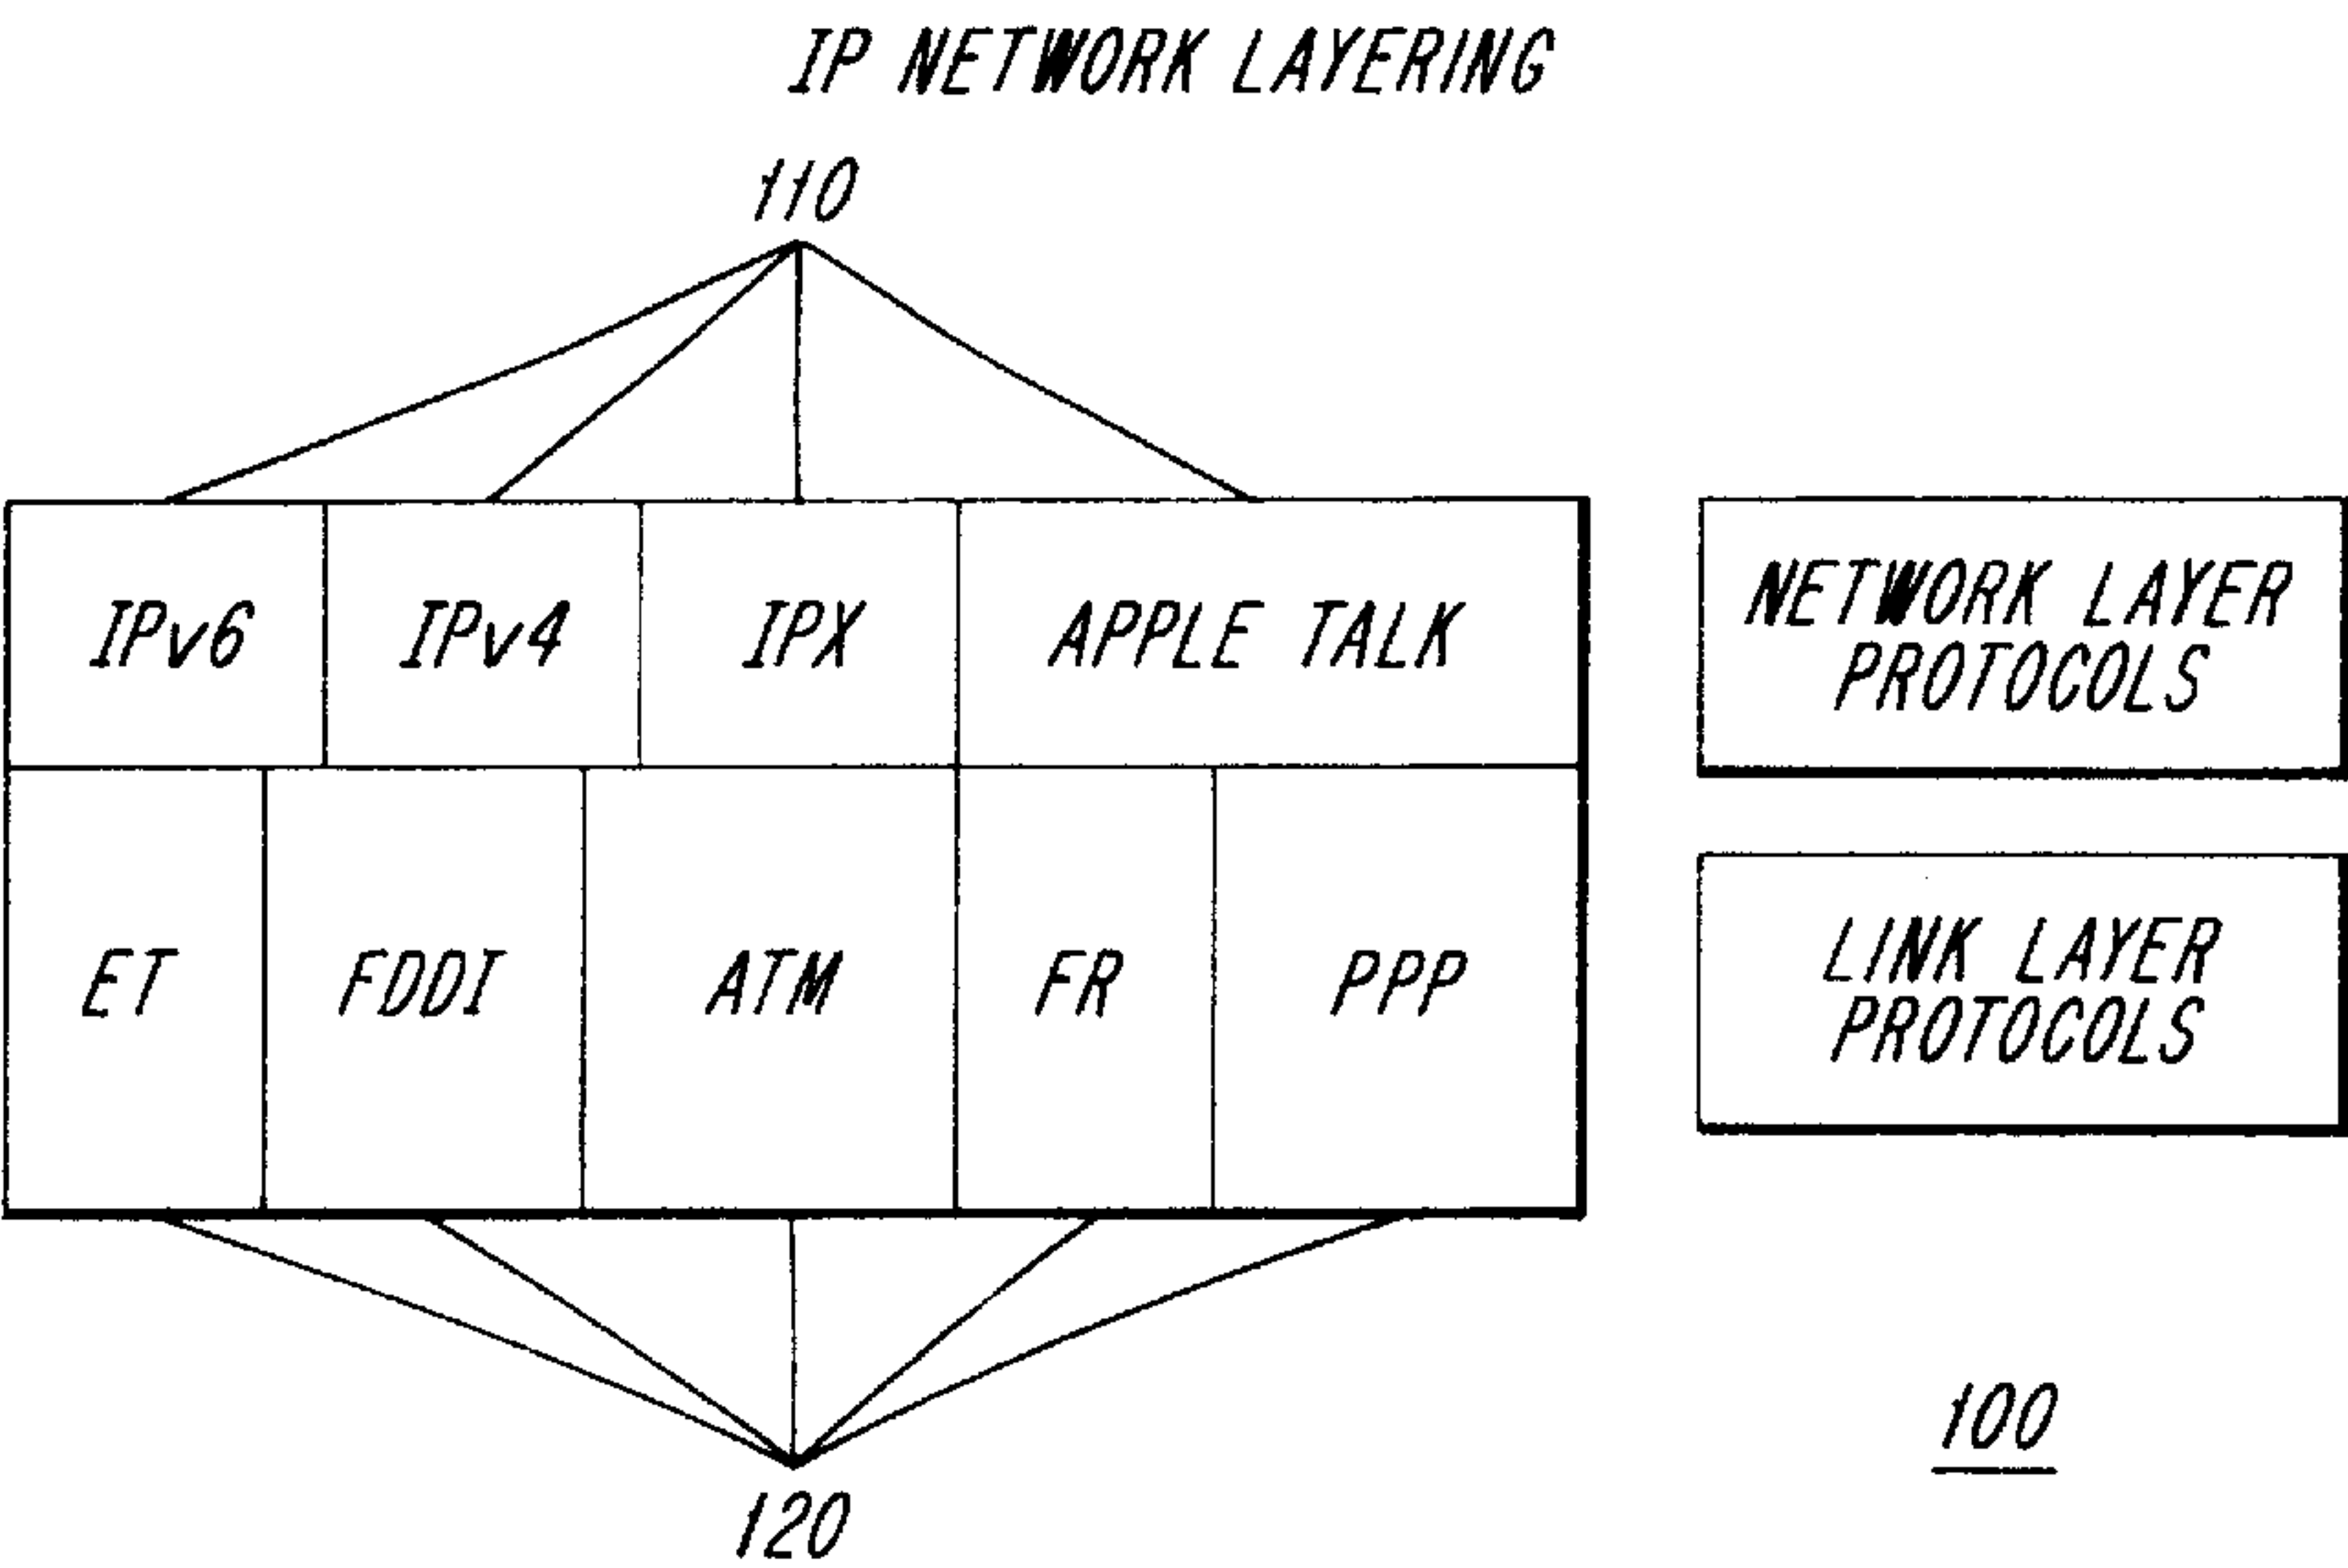 IP NETWORK LAYERING
110
IPv6
IPv4
IPX
APPLE TALK
NETWORK LAYER
PROTOCOLS
ET
FDDI
ATM
FR
PPP
LINK LAYER
PROTOCOLS
100
120